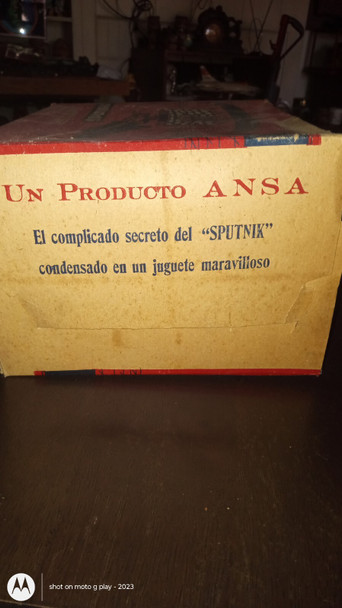 UN PRODUCTO ANSA
El complicado secreto del “SPUTNIK”
condensado en un juguete maravilloso
shot on moto g play - 2023